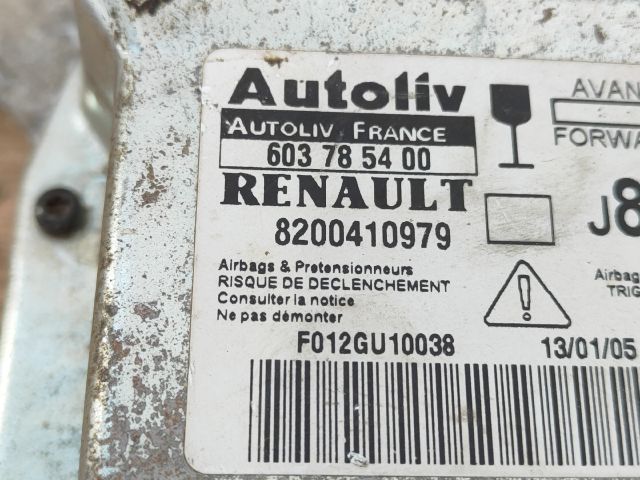 Autoliv
AUTOLIV FRANCE
603 78 54 00
RENAULT
8200410979
Airbags & Pretensionneurs
RISQUE DE DECLENCHEMENT
Consulter la notice
Ne pas démonter
F012GU10038
13/01/05
AVAN
FORWA
J8
Airbag
TRIG